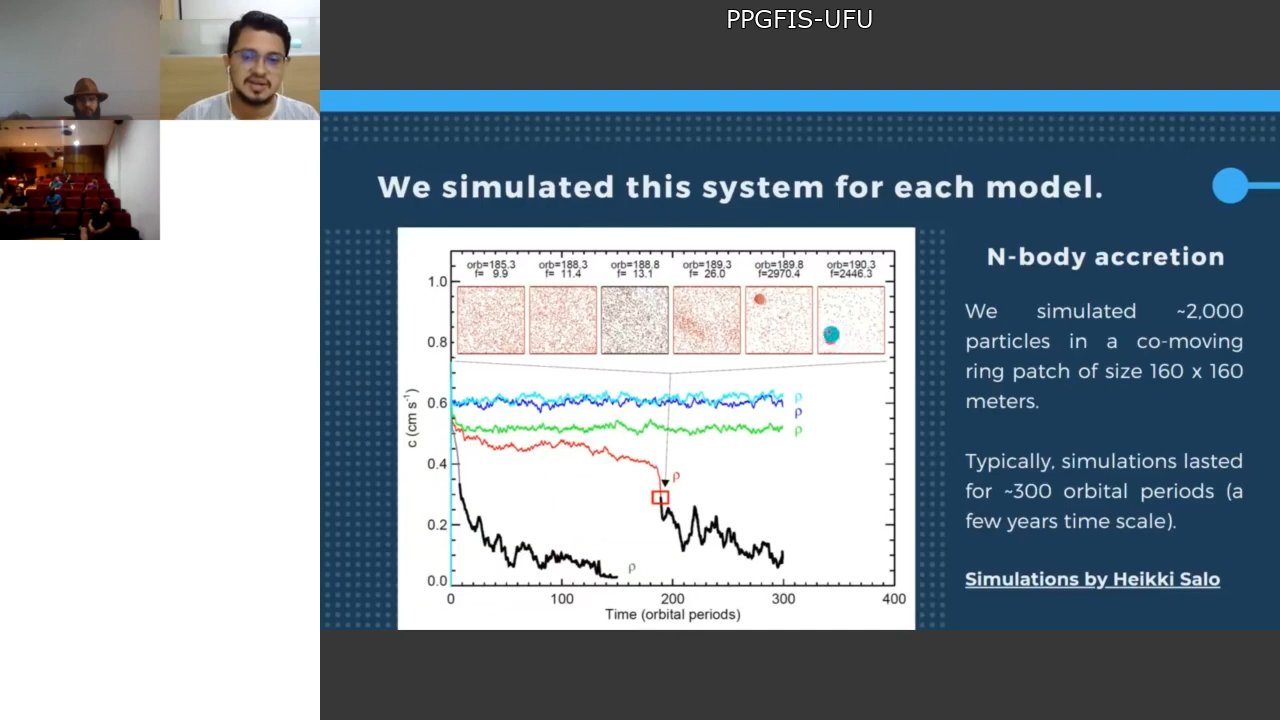 PPGFIS-UFU
We simulated this system for each model.
orb=185.3 orb=188.3 orb=188.8 orb=189.3 orb=189.8 orb=190.3
f= 9.9 f= 11.4 f= 13.1 f= 26.0 f=2970.4 f=2446.3
1.0
0.8
0.6
0.4
0.2
0.0
c (cm s⁻¹)
ρ
ρ
ρ
ρ
ρ
0 100 200 300 400
Time (orbital periods)
N-body accretion
We simulated ~2,000
particles in a co-moving
ring patch of size 160 x 160
meters.
Typically, simulations lasted
for ~300 orbital periods (a
few years time scale).
Simulations by Heikki Salo